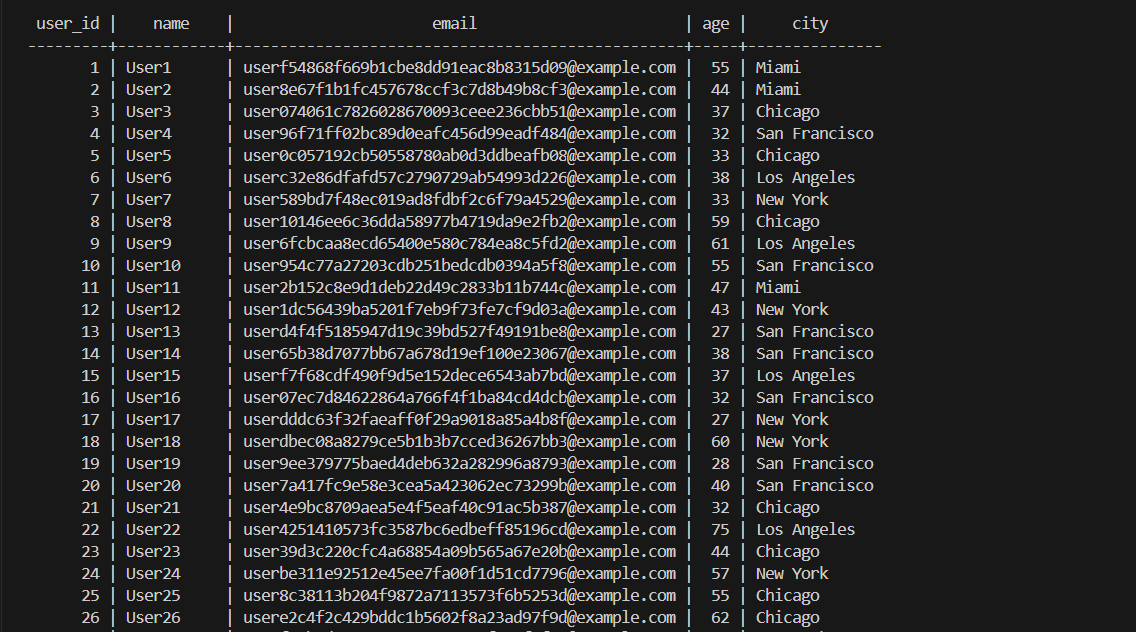 user_id | name | email | age | city
---------+------------+--------------------------------------------------+-----+---------------
1 | User1 | userf54868f669b1cbe8dd91eac8b8315d09@example.com | 55 | Miami
2 | User2 | user8e67f1b1fc457678ccf3c7d8b49b8cf3@example.com | 44 | Miami
3 | User3 | user074061c7826028670093ceee236cbb51@example.com | 37 | Chicago
4 | User4 | user96f71ff02bc89d0eafc456d99eadf484@example.com | 32 | San Francisco
5 | User5 | user0c057192cb50558780ab0d3ddbeafb08@example.com | 33 | Chicago
6 | User6 | userc32e86dfafd57c2790729ab54993d226@example.com | 38 | Los Angeles
7 | User7 | user589bd7f48ec019ad8fdbf2c6f79a4529@example.com | 33 | New York
8 | User8 | user10146ee6c36dda58977b4719da9e2fb2@example.com | 59 | Chicago
9 | User9 | user6fcbcaa8ecd65400e580c784ea8c5fd2@example.com | 61 | Los Angeles
10 | User10 | user954c77a27203cdb251bedcdb0394a5f8@example.com | 55 | San Francisco
11 | User11 | user2b152c8e9d1deb22d49c2833b11b744c@example.com | 47 | Miami
12 | User12 | user1dc56439ba5201f7eb9f73fe7cf9d03a@example.com | 43 | New York
13 | User13 | userd4f4f5185947d19c39bd527f49191be8@example.com | 27 | San Francisco
14 | User14 | user65b38d7077bb67a678d19ef100e23067@example.com | 38 | San Francisco
15 | User15 | userf7f68cdf490f9d5e152dece6543ab7bd@example.com | 37 | Los Angeles
16 | User16 | user07ec7d84622864a766f4f1ba84cd4dcb@example.com | 32 | San Francisco
17 | User17 | userdddc63f32faeaff0f29a9018a85a4b8f@example.com | 27 | New York
18 | User18 | userdbec08a8279ce5b1b3b7cced36267bb3@example.com | 60 | New York
19 | User19 | user9ee379775baed4deb632a282996a8793@example.com | 28 | San Francisco
20 | User20 | user7a417fc9e58e3cea5a423062ec73299b@example.com | 40 | San Francisco
21 | User21 | user4e9bc8709aea5e4f5eaf40c91ac5b387@example.com | 32 | Chicago
22 | User22 | user4251410573fc3587bc6edbeff85196cd@example.com | 75 | Los Angeles
23 | User23 | user39d3c220cfc4a68854a09b565a67e20b@example.com | 44 | Chicago
24 | User24 | userbe311e92512e45ee7fa00f1d51cd7796@example.com | 57 | New York
25 | User25 | user8c38113b204f9872a7113573f6b5253d@example.com | 55 | Chicago
26 | User26 | usere2c4f2c429bddc1b5602f8a23ad97f9d@example.com | 62 | Chicago